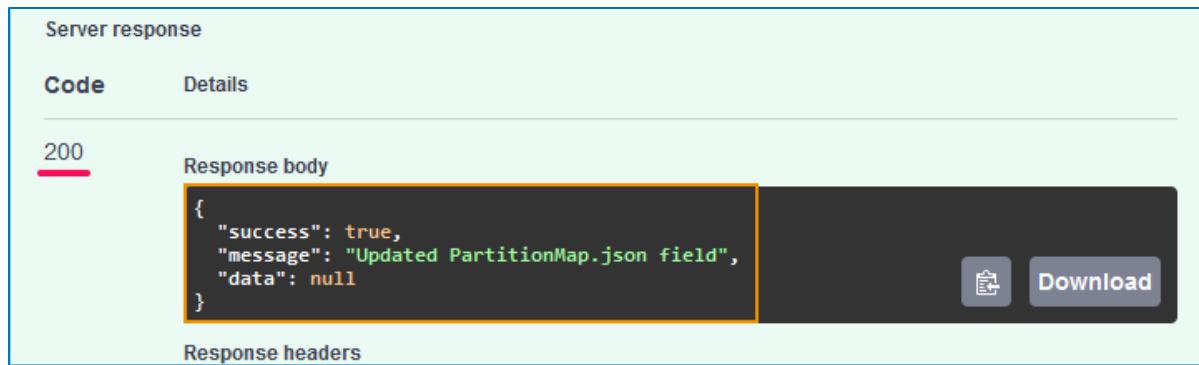 Server response
Code Details
200
Response body
{
  "success": true,
  "message": "Updated PartitionMap.json field",
  "data": null
}
Download
Response headers